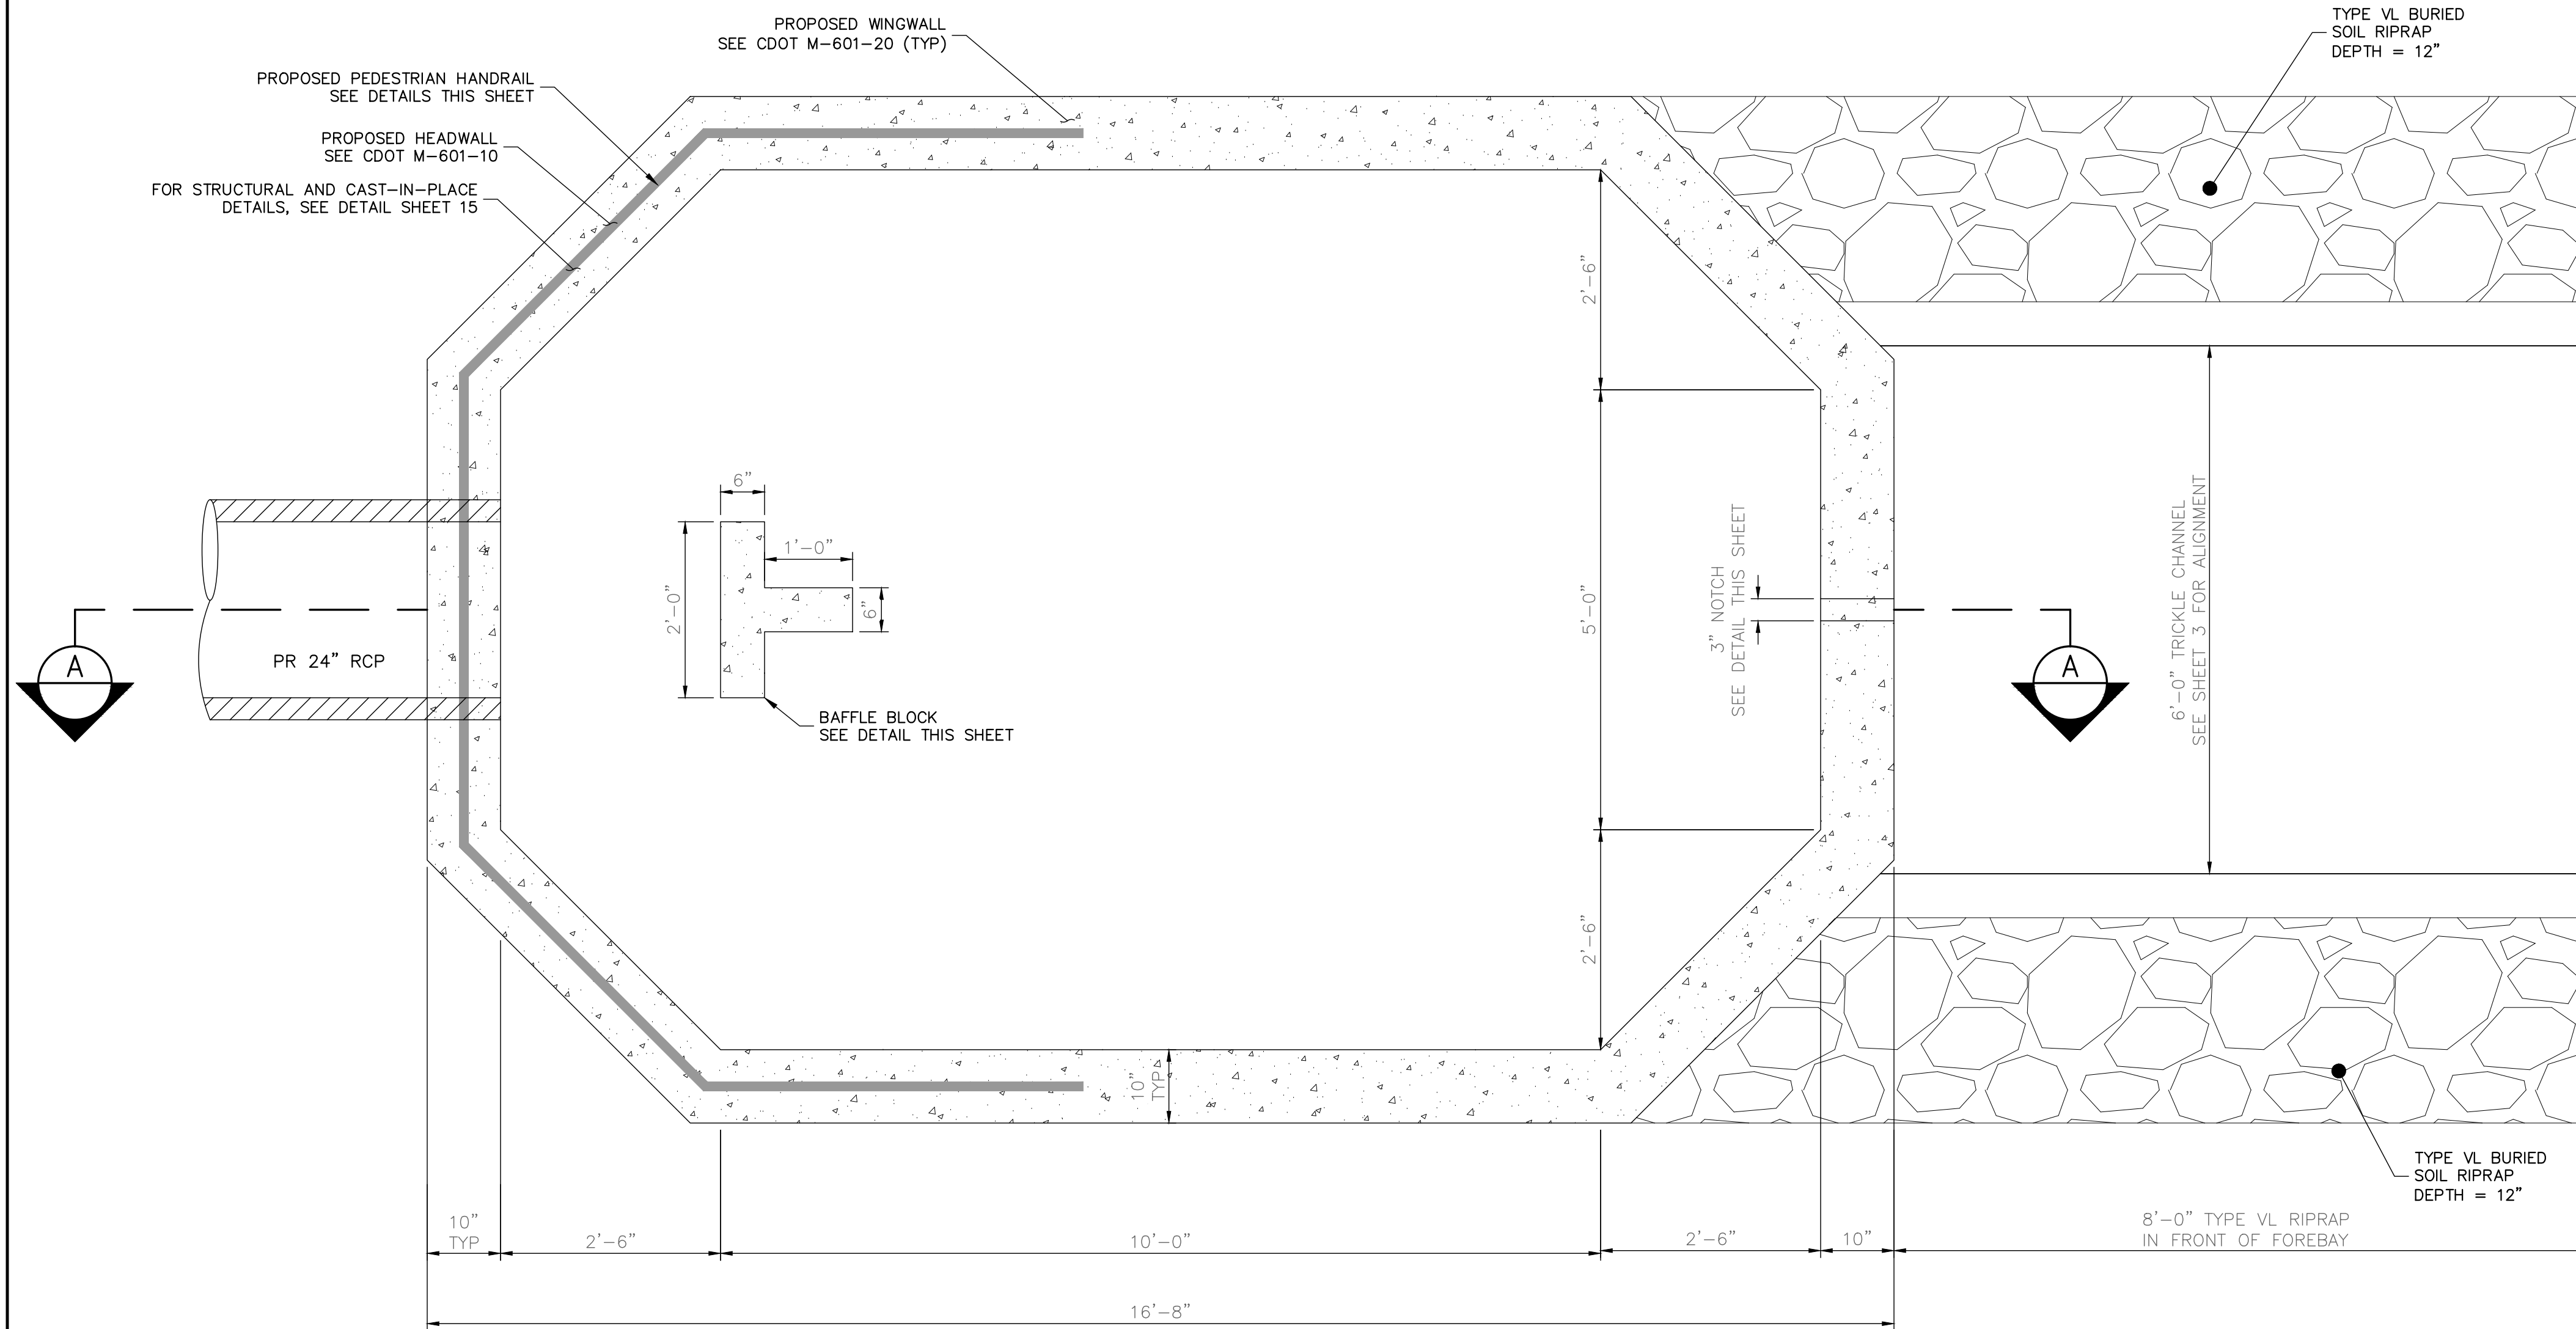 PROPOSED WINGWALL
SEE CDOT M-601-20 (TYP)
TYPE VL BURIED
SOIL RIPRAP
DEPTH = 12"
PROPOSED PEDESTRIAN HANDRAIL
SEE DETAILS THIS SHEET
PROPOSED HEADWALL
SEE CDOT M-601-10
FOR STRUCTURAL AND CAST-IN-PLACE
DETAILS, SEE DETAIL SHEET 15
2'-6"
6"
1'-0"
2'-0"
6"
5'-0"
3" NOTCH
SEE DETAIL THIS SHEET
6'-0" TRICKLE CHANNEL
SEE SHEET 3 FOR ALIGNMENT
A
PR 24" RCP
A
BAFFLE BLOCK
SEE DETAIL THIS SHEET
2'-6"
10"
TYP
TYPE VL BURIED
SOIL RIPRAP
DEPTH = 12"
10"
TYP
2'-6"
10'-0"
2'-6"
10"
8'-0" TYPE VL RIPRAP
IN FRONT OF FOREBAY
16'-8"